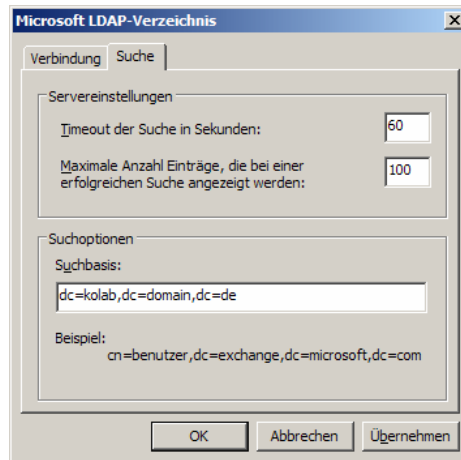 Microsoft LDAP-Verzeichnis
Verbindung Suche
Servereinstellungen
Timeout der Suche in Sekunden: 60
Maximale Anzahl Einträge, die bei einer 100
erfolgreichen Suche angezeigt werden:
Suchoptionen
Suchbasis:
dc=kolab,dc=domain,dc=de
Beispiel:
cn=benutzer,dc=exchange,dc=microsoft,dc=com
OK Abbrechen Übernehmen